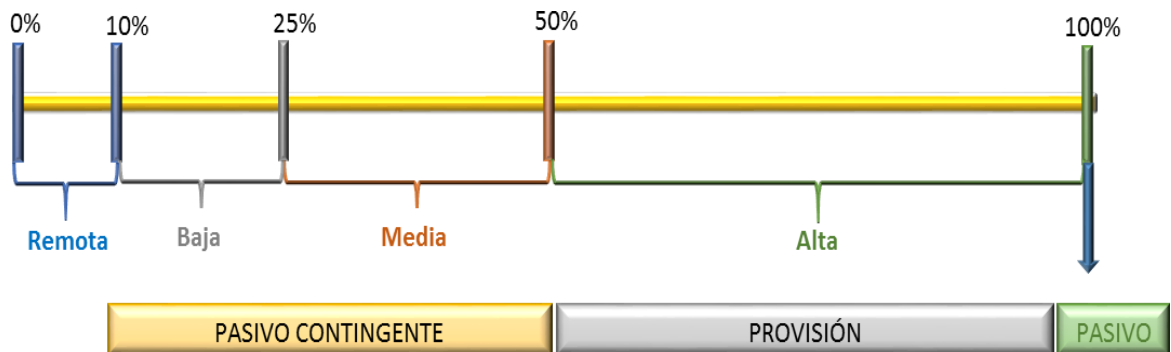 0% 10% 25% 50% 100%
Remota Baja Media Alta
PASIVO CONTINGENTE PROVISIÓN PASIVO